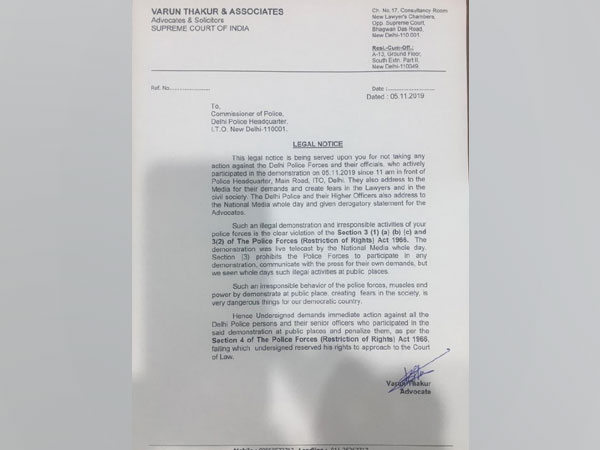 VARUN THAKUR & ASSOCIATES
Advocates & Solicitors
SUPREME COURT OF INDIA
Ch. No.17, Consultancy Room
New Lawyer's Chambers,
Opp. Supreme Court,
Bhagwan Das Road,
New Delhi-110 001.
Resi.-Cum-Off.:
A-13, Ground Floor,
South Extn. Part II,
New Delhi-110049.
Ref. No.........................
Date :.........................
Dated : 05.11.2019
To,
Commissioner of Police,
Delhi Police Headquarter,
I.T.O. New Delhi-110001.
LEGAL NOTICE
This legal notice is being served upon you for not taking any
action against the Delhi Police Forces and their officials, who actively
participated in the demonstration on 05.11.2019 since 11 am in front of
Police Headquarter, Main Road, ITO, Delhi. They also address to the
Media for their demands and create fears in the Lawyers and in the
civil society. The Delhi Police and their Higher Officers also address to
the National Media whole day and given derogatory statement for the
Advocates.
Such an illegal demonstration and irresponsible activities of your
police forces is the clear violation of the Section 3 (1) (a) (b) (c) and
3(2) of The Police Forces (Restriction of Rights) Act 1966. The
demonstration was live telecast by the National Media whole day.
Section (3) prohibits the Police Forces to participate in any
demonstration, communicate with the press for their own demands, but
we seen whole days such illegal activities at public places.
Such an irresponsible behavior of the police forces, muscles and
power by demonstrate at public place, creating fears in the society, is
very dangerous things for our democratic country.
Hence Undersigned demands immediate action against all the
Delhi Police persons and their senior officers who participated in the
said demonstration at public places and penalize them, as per the
Section 4 of The Police Forces (Restriction of Rights) Act 1966,
failing which undersigned reserved his rights to approach to the Court
of Law.
Varun Thakur
Advocate